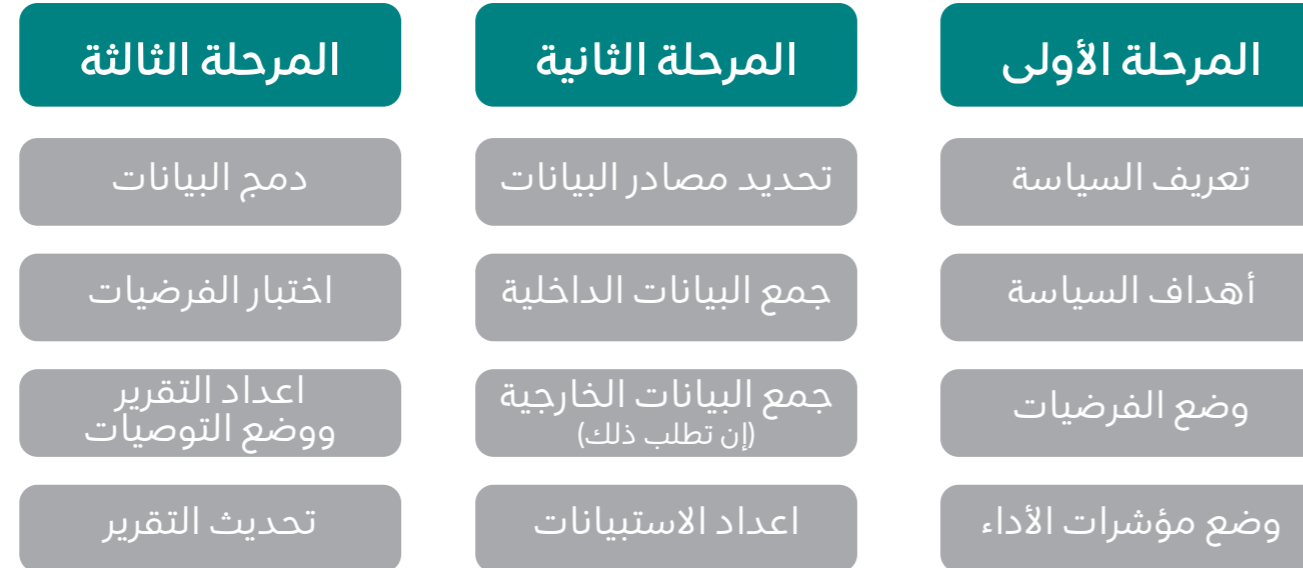 المرحلة الأولى
تعريف السياسة
أهداف السياسة
وضع الفرضيات
وضع مؤشرات الأداء
المرحلة الثانية
تحديد مصادر البيانات
جمع البيانات الداخلية
جمع البيانات الخارجية
(إن تطلب ذلك)
اعداد الاستبيانات
المرحلة الثالثة
دمج البيانات
اختبار الفرضيات
اعداد التقرير
ووضع التوصيات
تحديث التقرير